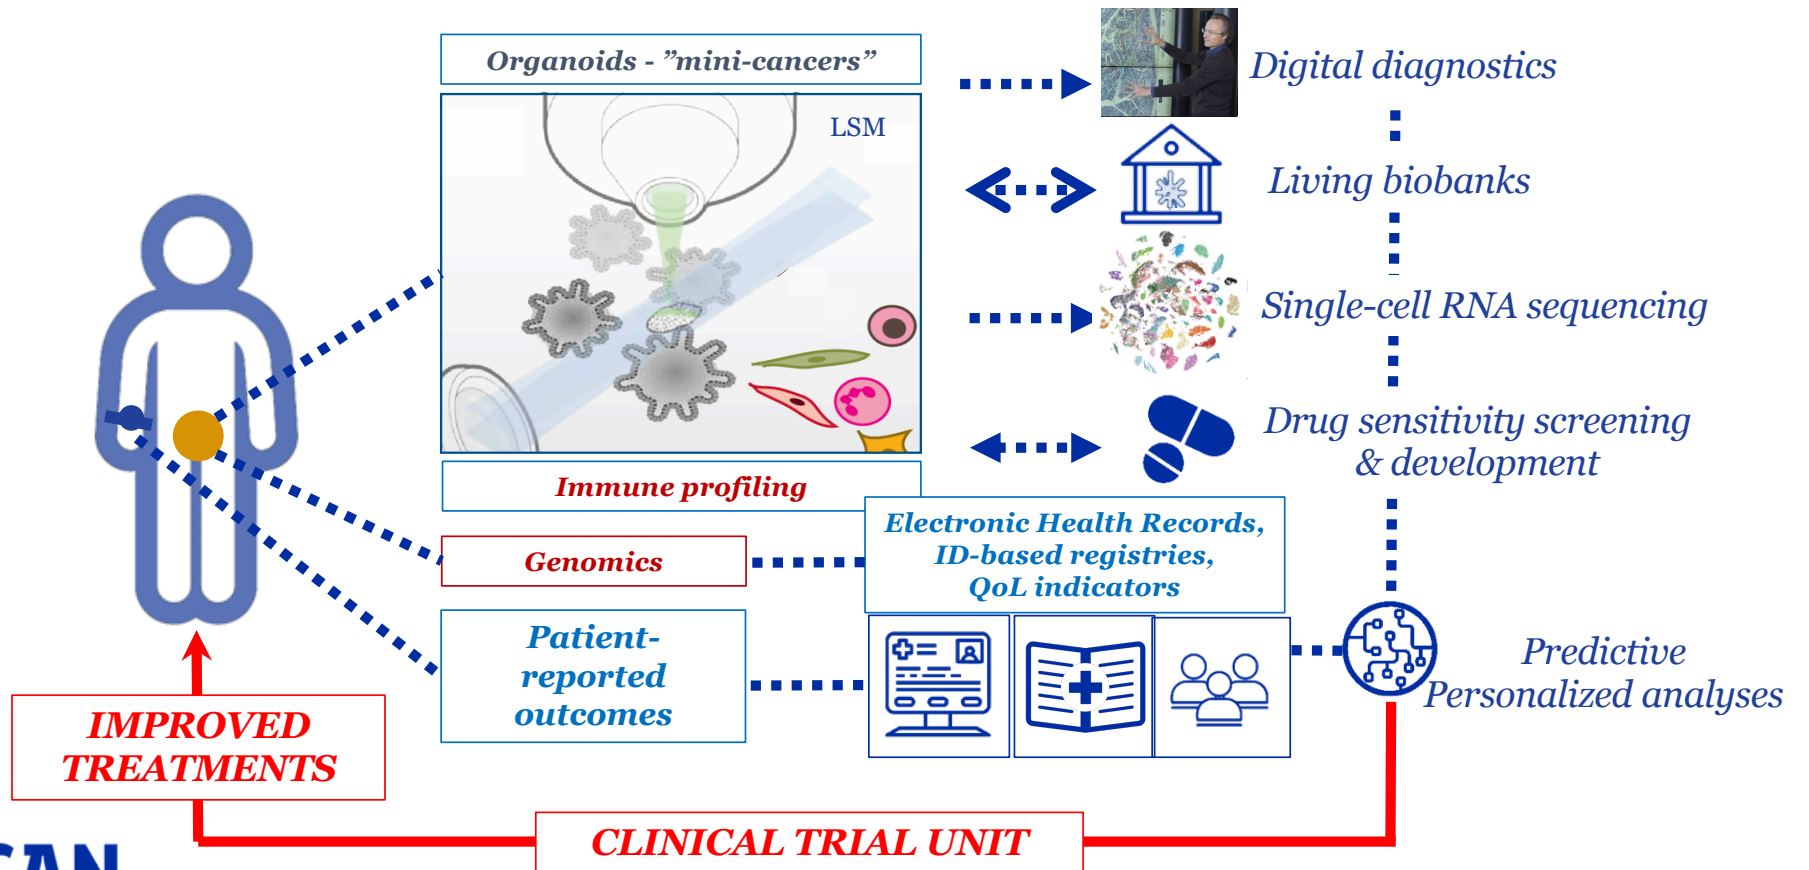 Organoids - ”mini-cancers”
LSM
Immune profiling
Genomics
Patient-
reported
outcomes
Electronic Health Records,
ID-based registries,
QoL indicators
Digital diagnostics
Living biobanks
Single-cell RNA sequencing
Drug sensitivity screening
& development
Predictive
Personalized analyses
IMPROVED
TREATMENTS
CLINICAL TRIAL UNIT